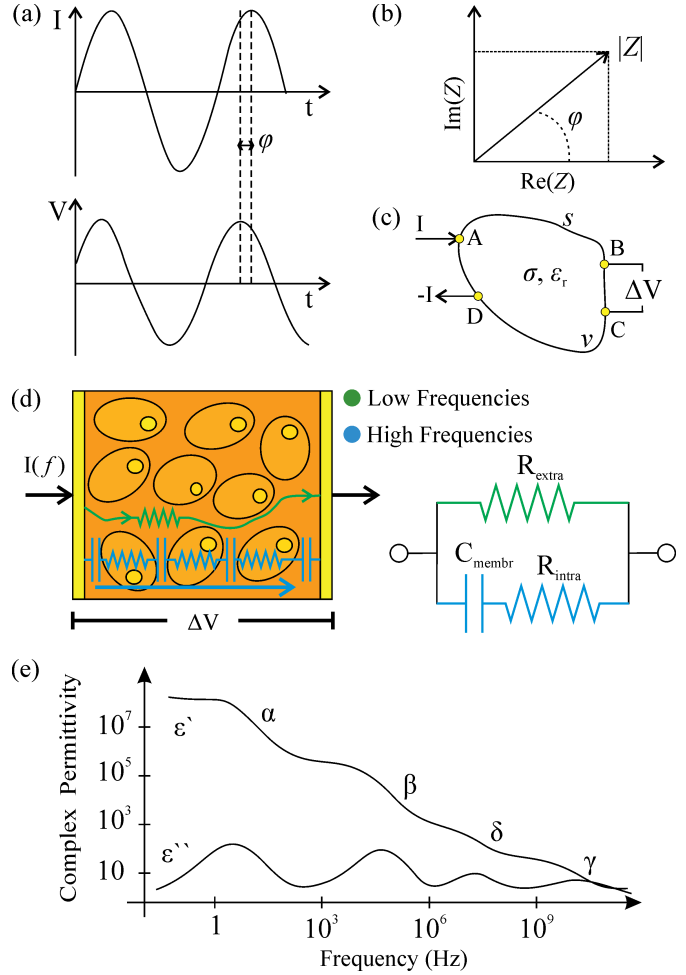 (a)
I
t
φ
V
t
(b)
Im(Z)
|Z|
φ
Re(Z)
(c)
I
A
s
B
σ, εr
ΔV
-I
D
v
C
(d)
Low Frequencies
High Frequencies
I(f)
ΔV
Rextra
Cmembr
Rintra
(e)
Complex Permittivity
10^7
10^5
10^3
10
ε`
ε``
α
β
δ
γ
1
10^3
10^6
10^9
Frequency (Hz)